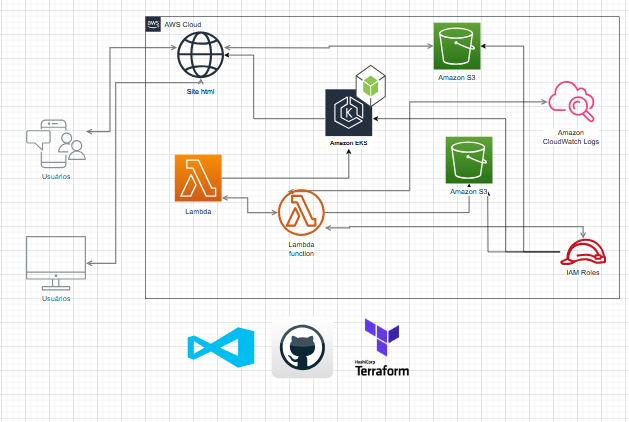 aws
AWS Cloud
Site html
Amazon S3
Amazon EKS
K
Amazon
CloudWatch Logs
Usuários
Amazon S3
Lambda
Lambda
function
IAM Roles
Usuários
HashiCorp
Terraform